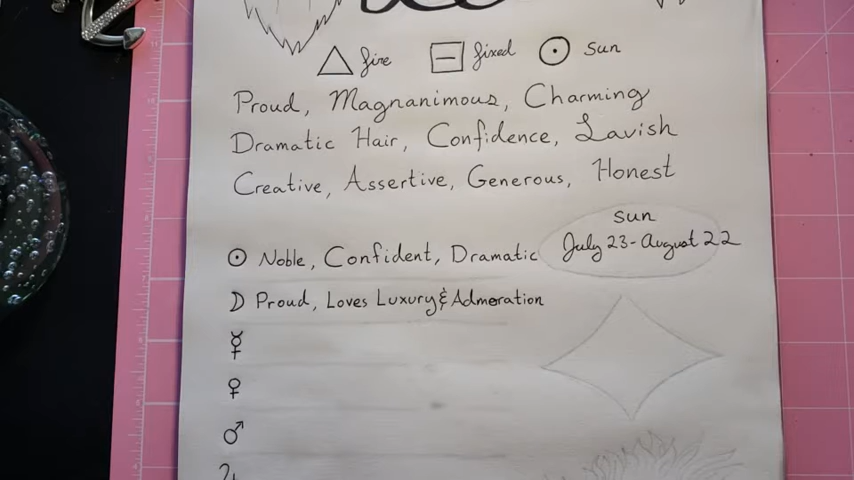 fire fixed sun
Proud, Magnanimous, Charming
Dramatic Hair, Confidence, Lavish
Creative, Assertive, Generous, Honest
sun
July 23-August 22
☉ Noble, Confident, Dramatic
☽ Proud, Loves Luxury & Admoration
☿
♀
♂
♃